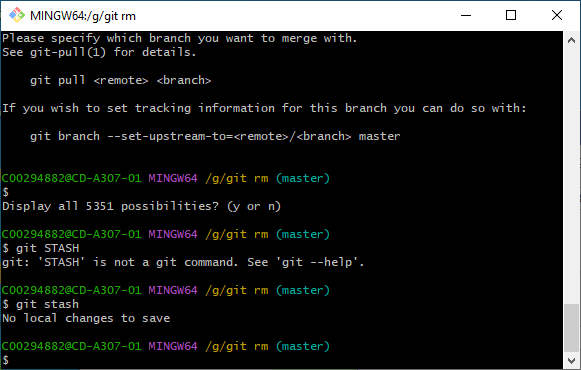 MINGW64:/g/git rm
Please specify which branch you want to merge with.
See git-pull(1) for details.
git pull <remote> <branch>
If you wish to set tracking information for this branch you can do so with:
git branch --set-upstream-to=<remote>/<branch> master
C00294882@CD-A307-01 MINGW64 /g/git rm (master)
$
Display all 5351 possibilities? (y or n)
C00294882@CD-A307-01 MINGW64 /g/git rm (master)
$ git STASH
git: 'STASH' is not a git command. See 'git --help'.
C00294882@CD-A307-01 MINGW64 /g/git rm (master)
$ git stash
No local changes to save
C00294882@CD-A307-01 MINGW64 /g/git rm (master)
$